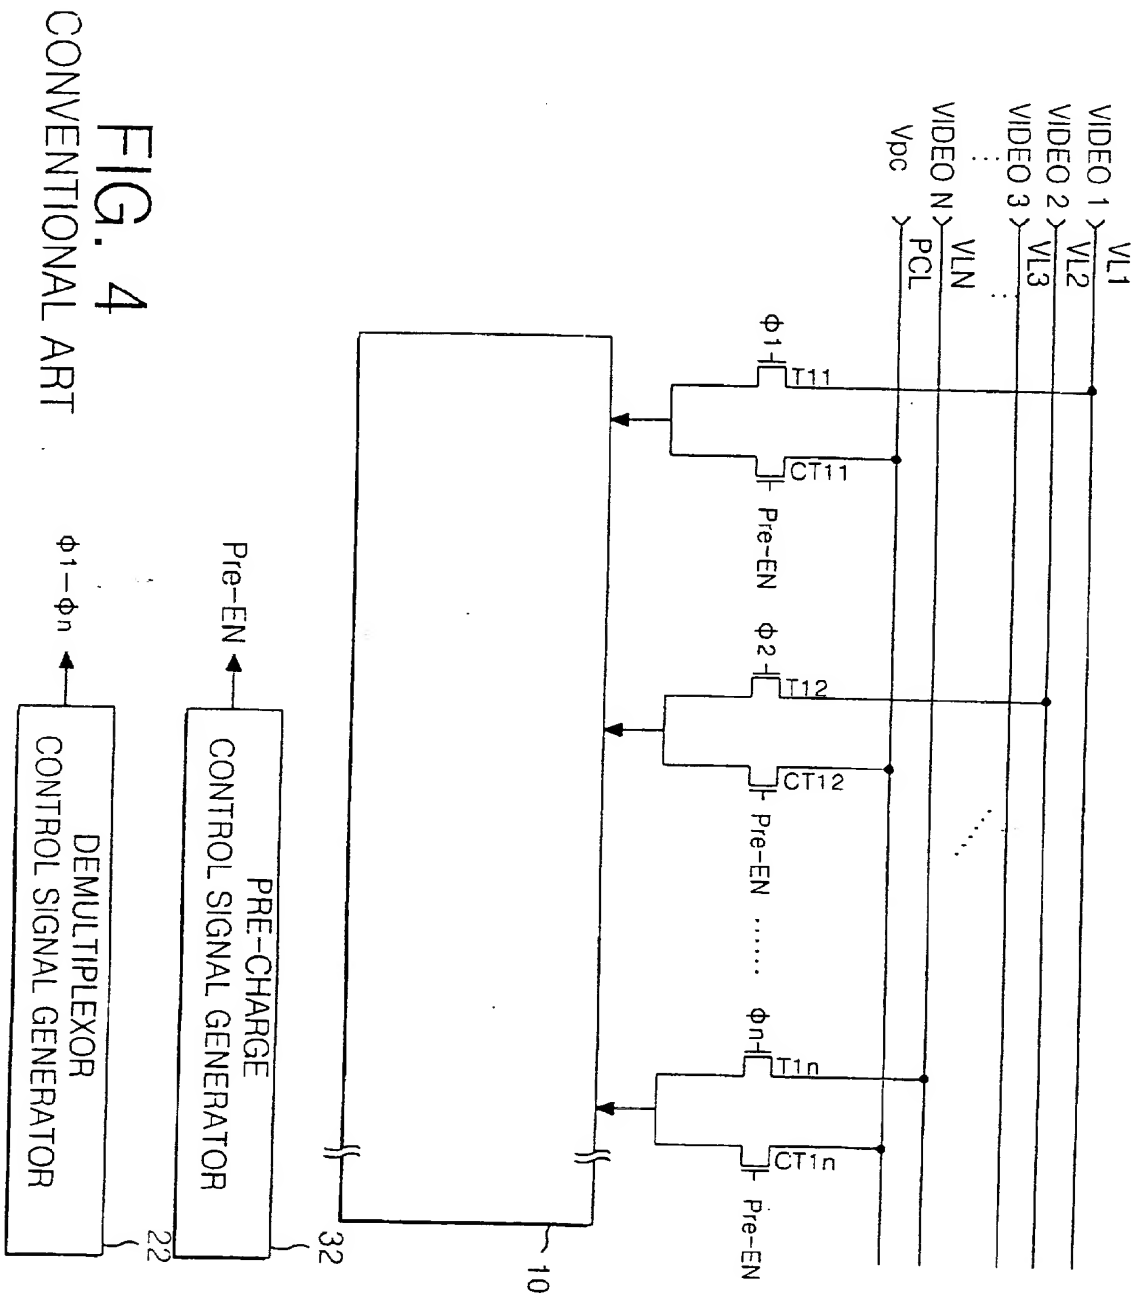 FIG. 4
CONVENTIONAL ART
VIDEO 1 VL1
VIDEO 2 VL2
VIDEO 3 VL3
VIDEO N VLN
Vpc PCL
ϕ1
T11
CT11
Pre-EN
ϕ2
T12
CT12
Pre-EN
ϕn
T1n
CT1n
Pre-EN
10
Pre-EN
PRE-CHARGE
CONTROL SIGNAL GENERATOR
32
ϕ1-ϕn
DEMULTIPLEXOR
CONTROL SIGNAL GENERATOR
22